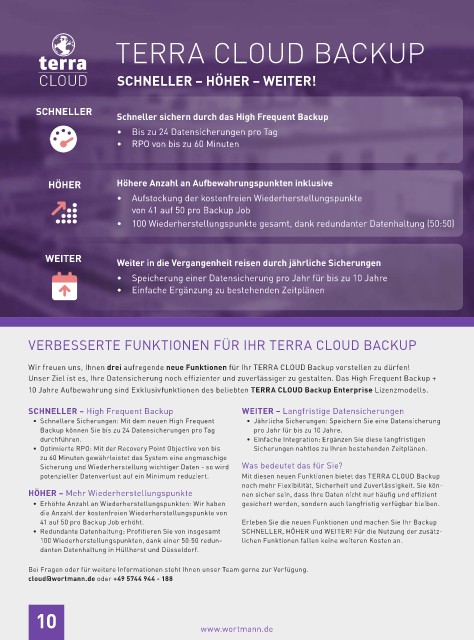 terra
CLOUD
TERRA CLOUD BACKUP
SCHNELLER – HÖHER – WEITER!
SCHNELLER
Schneller sichern durch das High Frequent Backup
• Bis zu 24 Datensicherungen pro Tag
• RPO von bis zu 60 Minuten
HÖHER
Höhere Anzahl an Aufbewahrungspunkten inklusive
• Aufstockung der kostenfreien Wiederherstellungspunkte
von 41 auf 50 pro Backup Job
• 100 Wiederherstellungspunkte gesamt, dank redundanter Datenhaltung (50:50)
WEITER
Weiter in die Vergangenheit reisen durch jährliche Sicherungen
• Speicherung einer Datensicherung pro Jahr für bis zu 10 Jahre
• Einfache Ergänzung zu bestehenden Zeitplänen
VERBESSERTE FUNKTIONEN FÜR IHR TERRA CLOUD BACKUP
Wir freuen uns, Ihnen drei aufregende neue Funktionen für Ihr TERRA CLOUD Backup vorstellen zu dürfen!
Unser Ziel ist es, Ihre Datensicherung noch effizienter und zuverlässiger zu gestalten. Das High Frequent Backup +
10 Jahre Aufbewahrung sind Exklusivfunktionen des beliebten TERRA CLOUD Backup Enterprise Lizenzmodells.
SCHNELLER – High Frequent Backup
• Schnellere Sicherungen: Mit dem neuen High Frequent
Backup können Sie bis zu 24 Datensicherungen pro Tag
durchführen.
• Optimierte RPO: Mit der Recovery Point Objective von bis
zu 60 Minuten gewährleistet das System eine engmaschige
Sicherung und Wiederherstellung wichtiger Daten - so wird
potenzieller Datenverlust auf ein Minimum reduziert.
HÖHER – Mehr Wiederherstellungspunkte
• Erhöhte Anzahl an Wiederherstellungspunkten: Wir haben
die Anzahl der kostenfreien Wiederherstellungspunkte von
41 auf 50 pro Backup Job erhöht.
• Redundante Datenhaltung: Profitieren Sie von insgesamt
100 Wiederherstellungspunkten, dank einer 50:50 redun-
danten Datenhaltung in Hüllhorst und Düsseldorf.
WEITER – Langfristige Datensicherungen
• Jährliche Sicherungen: Speichern Sie eine Datensicherung
pro Jahr für bis zu 10 Jahre.
• Einfache Integration: Ergänzen Sie diese langfristigen
Sicherungen nahtlos zu Ihren bestehenden Zeitplänen.
Was bedeutet das für Sie?
Mit diesen neuen Funktionen bietet das TERRA CLOUD Backup
noch mehr Flexibilität, Sicherheit und Zuverlässigkeit. Sie kön-
nen sicher sein, dass Ihre Daten nicht nur häufig und effizient
gesichert werden, sondern auch langfristig verfügbar bleiben.
Erleben Sie die neuen Funktionen und machen Sie Ihr Backup
SCHNELLER, HÖHER und WEITER! Für die Nutzung der zusätz-
lichen Funktionen fallen keine weiteren Kosten an.
Bei Fragen oder für weitere Informationen steht Ihnen unser Team gerne zur Verfügung.
cloud@wortmann.de oder +49 5744 944 - 188
10
www.wortmann.de